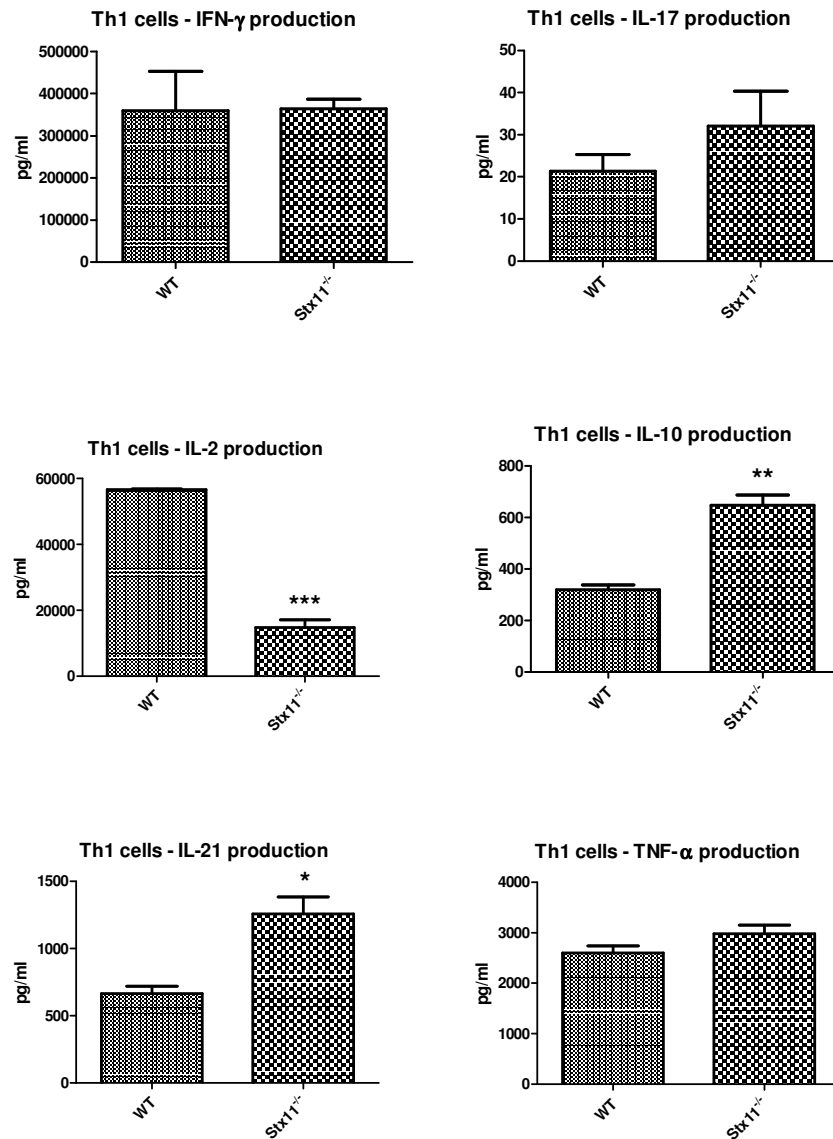 Th1 cells - IFN-γ production
500000
400000
300000
200000
100000
0
pg/ml
WT
Stx11-/-
Th1 cells - IL-17 production
50
40
30
20
10
0
pg/ml
WT
Stx11-/-
Th1 cells - IL-2 production
60000
40000
20000
0
pg/ml
***
WT
Stx11-/-
Th1 cells - IL-10 production
800
600
400
200
0
pg/ml
**
WT
Stx11-/-
Th1 cells - IL-21 production
1500
1000
500
0
pg/ml
*
WT
Stx11-/-
Th1 cells - TNF-α production
4000
3000
2000
1000
0
pg/ml
WT
Stx11-/-